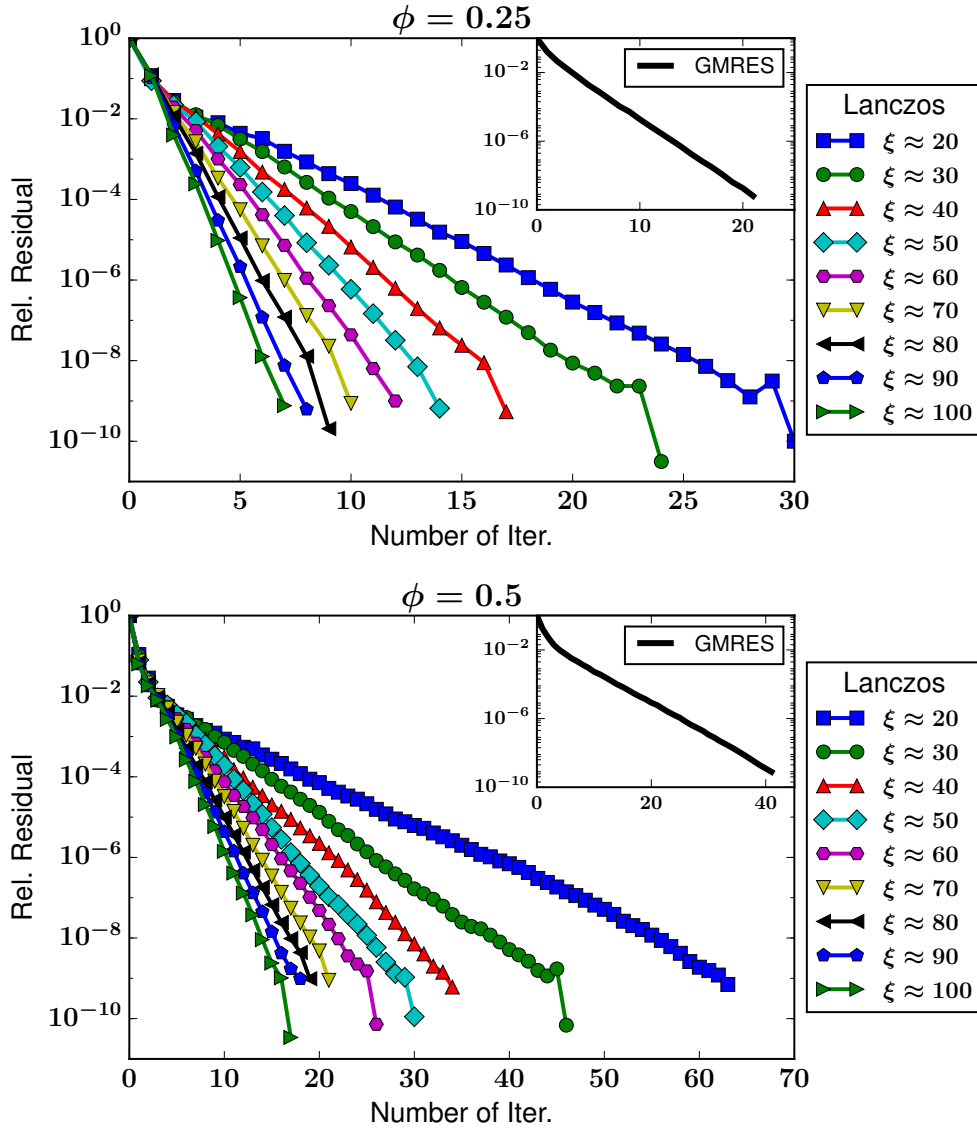 ϕ = 0.25
10⁰
10⁻²
10⁻⁴
10⁻⁶
10⁻⁸
10⁻¹⁰
Rel. Residual
0 5 10 15 20 25 30
Number of Iter.
10⁻²
10⁻⁶
10⁻¹⁰
0 10 20
GMRES
Lanczos
ξ ≈ 20
ξ ≈ 30
ξ ≈ 40
ξ ≈ 50
ξ ≈ 60
ξ ≈ 70
ξ ≈ 80
ξ ≈ 90
ξ ≈ 100
ϕ = 0.5
10⁰
10⁻²
10⁻⁴
10⁻⁶
10⁻⁸
10⁻¹⁰
Rel. Residual
0 10 20 30 40 50 60 70
Number of Iter.
10⁻²
10⁻⁶
10⁻¹⁰
0 20 40
GMRES
Lanczos
ξ ≈ 20
ξ ≈ 30
ξ ≈ 40
ξ ≈ 50
ξ ≈ 60
ξ ≈ 70
ξ ≈ 80
ξ ≈ 90
ξ ≈ 100